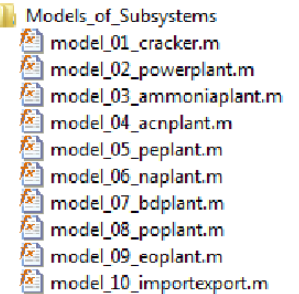 Models_of_Subsystems
model_01_cracker.m
model_02_powerplant.m
model_03_ammoniaplant.m
model_04_acnplant.m
model_05_peplant.m
model_06_naplant.m
model_07_bdplant.m
model_08_poplant.m
model_09_eoplant.m
model_10_importexport.m